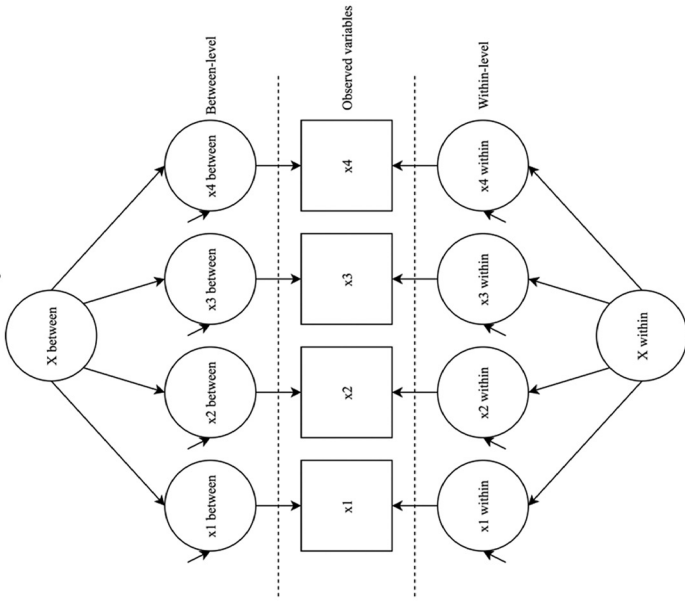 X between
Between-level
x1 between
x2 between
x3 between
x4 between
Observed variables
x1
x2
x3
x4
Within-level
x1 within
x2 within
x3 within
x4 within
X within